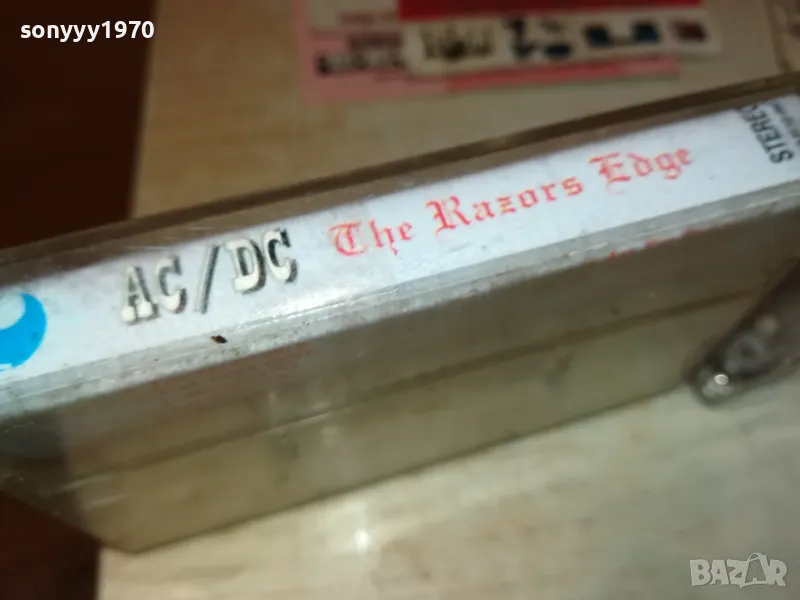 sonyyy1970
AC/DC The Razors Edge
STEREO
BAZAR